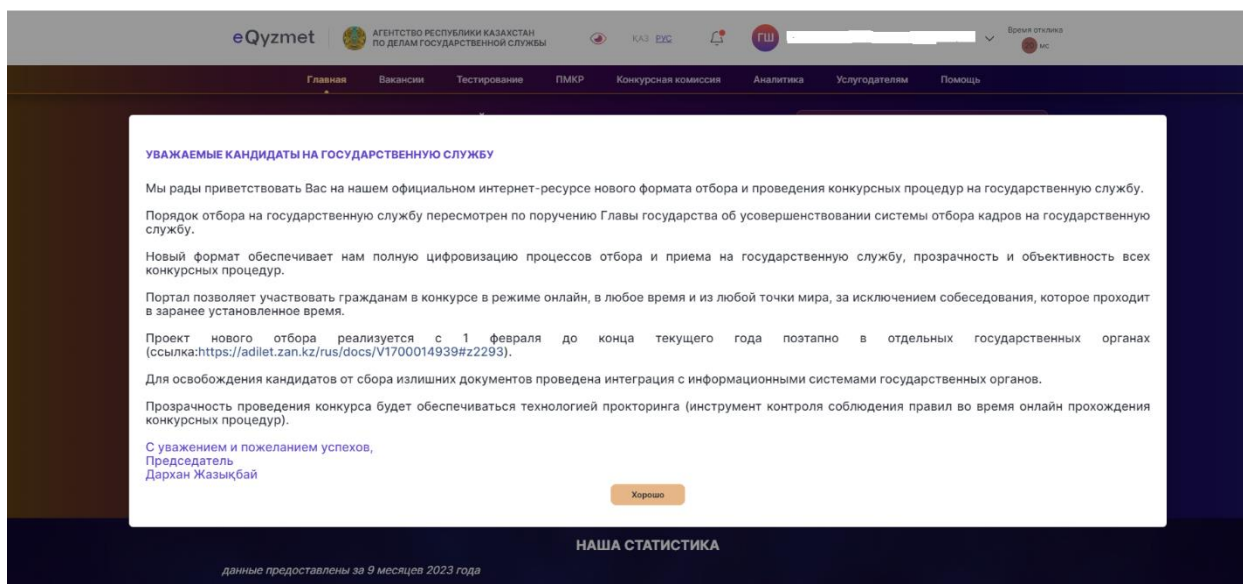 eQyzmet
АГЕНТСТВО РЕСПУБЛИКИ КАЗАХСТАН
ПО ДЕЛАМ ГОСУДАРСТВЕННОЙ СЛУЖБЫ
ҚАЗ РУС
ГШ
Время отклика
мс
Главная Вакансии Тестирование ПМКР Конкурсная комиссия Аналитика Услугодателям Помощь
УВАЖАЕМЫЕ КАНДИДАТЫ НА ГОСУДАРСТВЕННУЮ СЛУЖБУ
Мы рады приветствовать Вас на нашем официальном интернет-ресурсе нового формата отбора и проведения конкурсных процедур на государственную службу.
Порядок отбора на государственную службу пересмотрен по поручению Главы государства об усовершенствовании системы отбора кадров на государственную
службу.
Новый формат обеспечивает нам полную цифровизацию процессов отбора и приема на государственную службу, прозрачность и объективность всех
конкурсных процедур.
Портал позволяет участвовать гражданам в конкурсе в режиме онлайн, в любое время и из любой точки мира, за исключением собеседования, которое проходит
в заранее установленное время.
Проект нового отбора реализуется с 1 февраля до конца текущего года поэтапно в отдельных государственных органах
(ссылка:https://adilet.zan.kz/rus/docs/V1700014939#z2293).
Для освобождения кандидатов от сбора излишних документов проведена интеграция с информационными системами государственных органов.
Прозрачность проведения конкурса будет обеспечиваться технологией прокторинга (инструмент контроля соблюдения правил во время онлайн прохождения
конкурсных процедур).
С уважением и пожеланием успехов,
Председатель
Дархан Жазықбай
Хорошо
НАША СТАТИСТИКА
данные предоставлены за 9 месяцев 2023 года